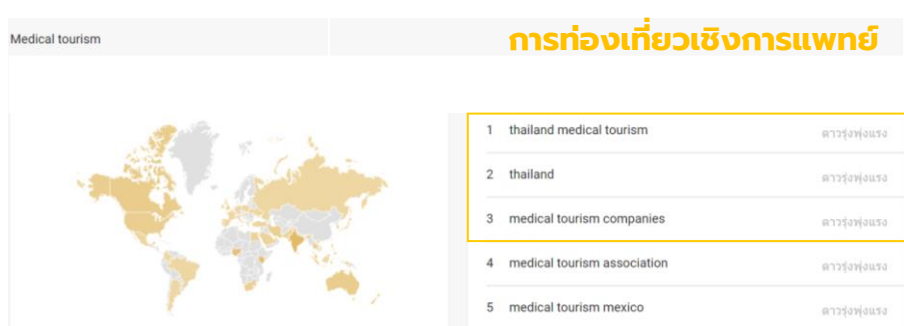 Medical tourism
การท่องเที่ยวเชิงการแพทย์
1 thailand medical tourism ดาวรุ่งพุ่งแรง
2 thailand ดาวรุ่งพุ่งแรง
3 medical tourism companies ดาวรุ่งพุ่งแรง
4 medical tourism association ดาวรุ่งพุ่งแรง
5 medical tourism mexico ดาวรุ่งพุ่งแรง